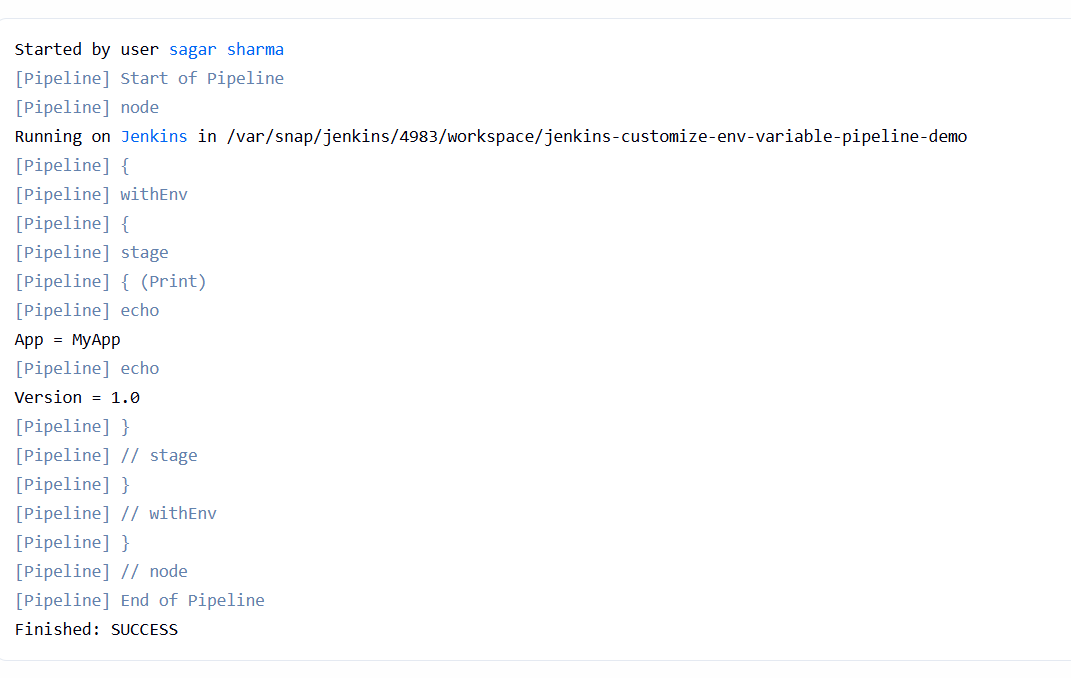 Started by user sagar sharma
[Pipeline] Start of Pipeline
[Pipeline] node
Running on Jenkins in /var/snap/jenkins/4983/workspace/jenkins-customize-env-variable-pipeline-demo
[Pipeline] {
[Pipeline] withEnv
[Pipeline] {
[Pipeline] stage
[Pipeline] { (Print)
[Pipeline] echo
App = MyApp
[Pipeline] echo
Version = 1.0
[Pipeline] }
[Pipeline] // stage
[Pipeline] }
[Pipeline] // withEnv
[Pipeline] }
[Pipeline] // node
[Pipeline] End of Pipeline
Finished: SUCCESS